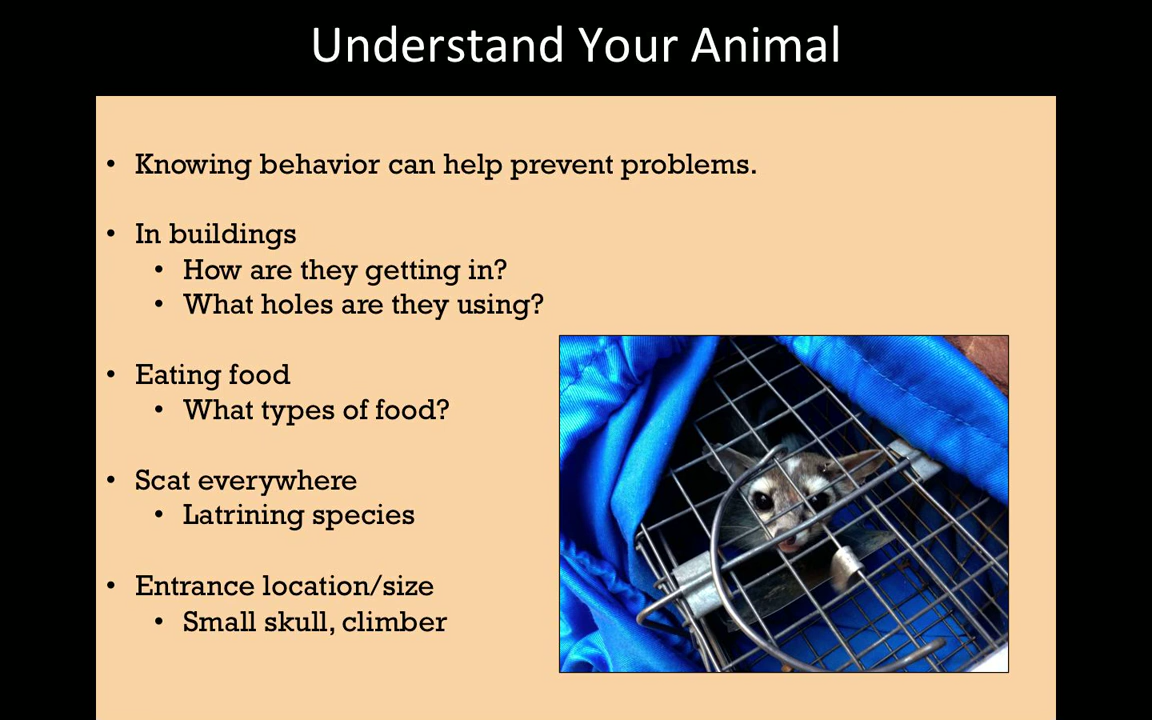 Understand Your Animal
• Knowing behavior can help prevent problems.
• In buildings
• How are they getting in?
• What holes are they using?
• Eating food
• What types of food?
• Scat everywhere
• Latrining species
• Entrance location/size
• Small skull, climber